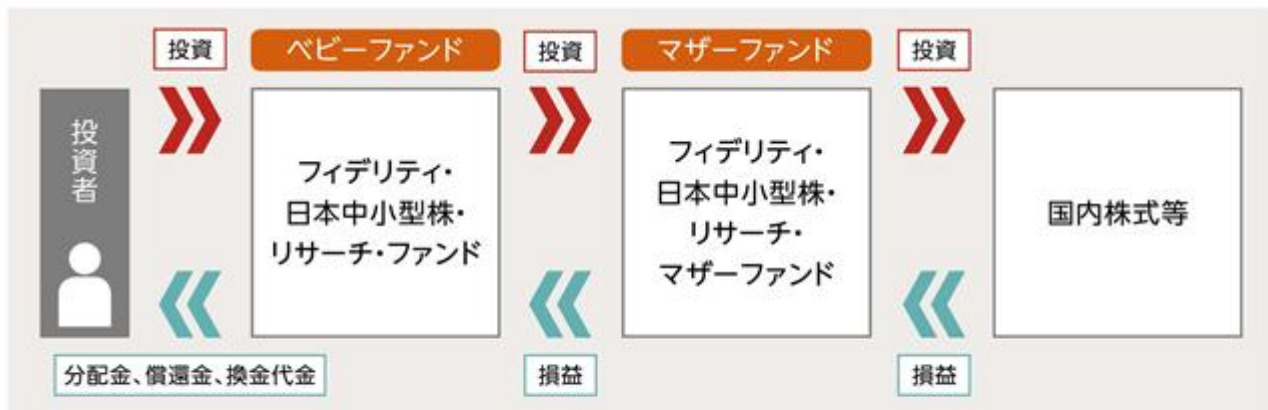 投資
ベビーファンド
投資
マザーファンド
投資
投資者
フィデリティ・
日本中小型株・
リサーチ・ファンド
フィデリティ・
日本中小型株・
リサーチ・
マザーファンド
国内株式等
分配金、償還金、換金代金
損益
損益